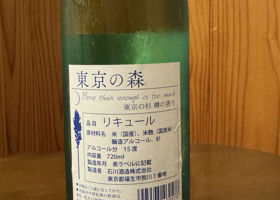 東京の森
More than enough is too much
東京の杉 樽の香り
品目 リキュール
原材料名 米(国産)、米麹(国産米)
醸造アルコール、杉
アルコール分 15度
内容量 720ml
製造年月 表ラベルに記載
製造者 石川酒造株式会社
東京都福生市熊川1番地